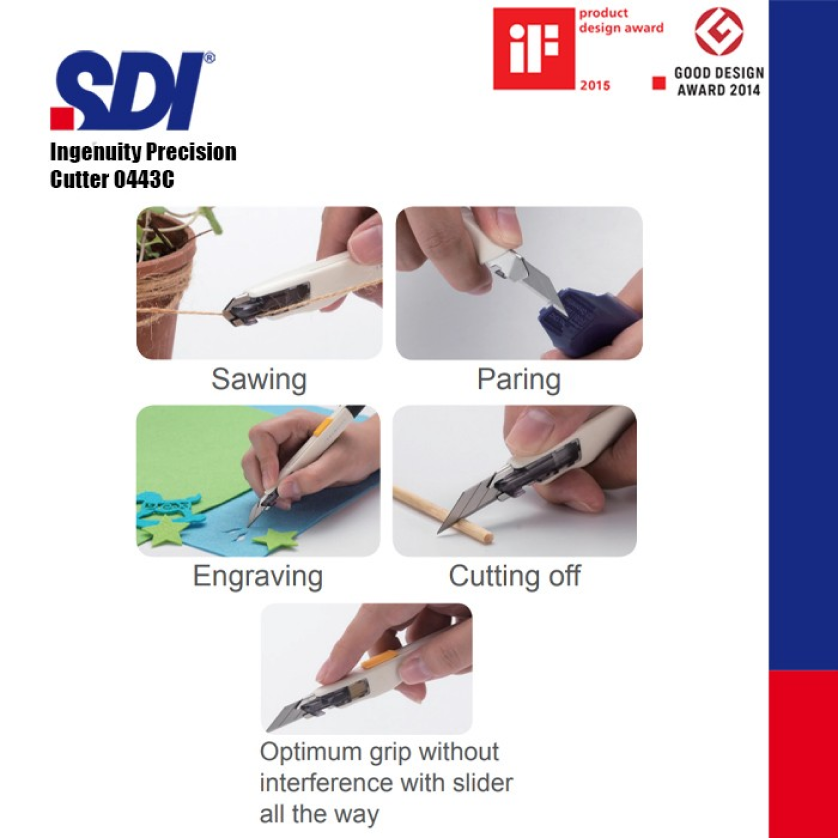 product
design award
iF
2015
GOOD DESIGN
AWARD 2014
SDI®
Ingenuity Precision
Cutter 0443C
Sawing
Paring
Engraving
Cutting off
Optimum grip without
interference with slider
all the way